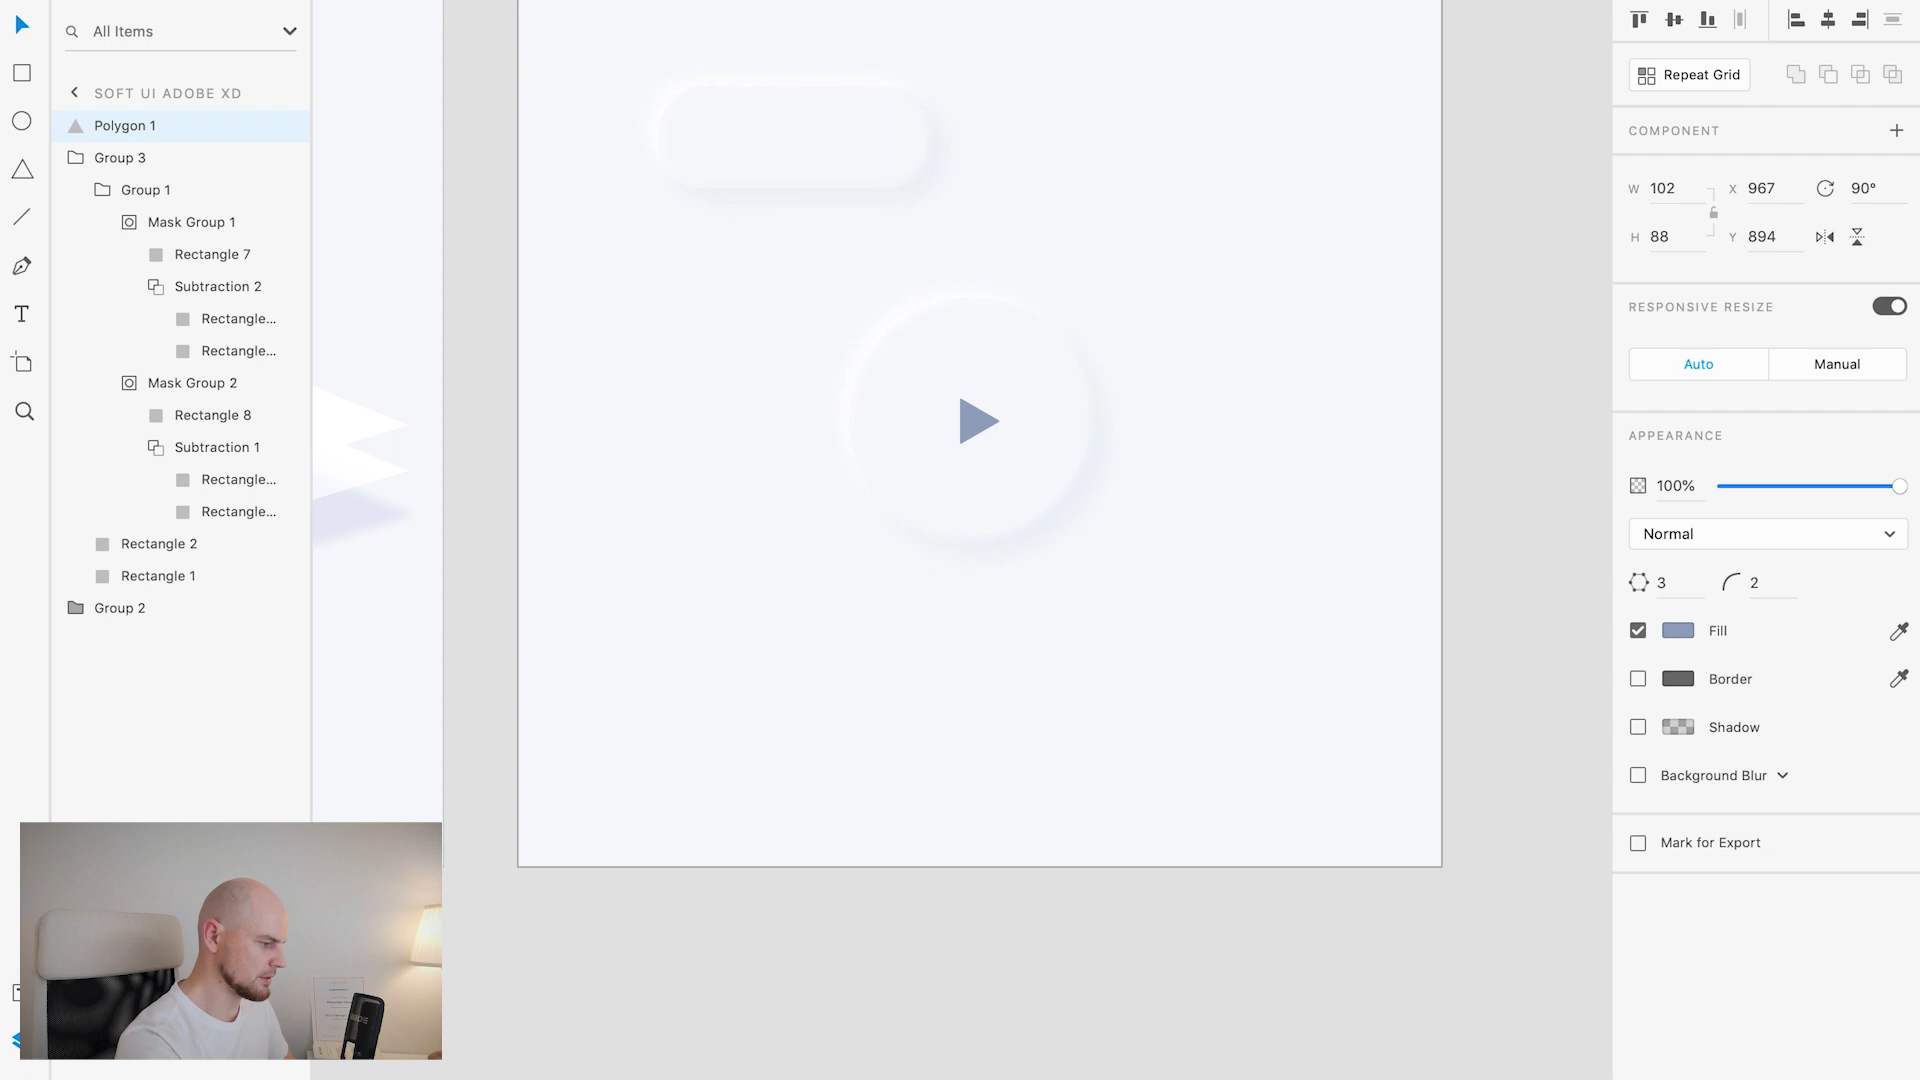 All Items
SOFT UI ADOBE XD
Polygon 1
Group 3
Group 1
Mask Group 1
Rectangle 7
Subtraction 2
Rectangle...
Rectangle...
Mask Group 2
Rectangle 8
Subtraction 1
Rectangle...
Rectangle...
Rectangle 2
Rectangle 1
Group 2
T
Repeat Grid
COMPONENT
W 102 X 967 90°
H 88 Y 894
RESPONSIVE RESIZE
Auto Manual
APPEARANCE
100%
Normal
3 2
Fill
Border
Shadow
Background Blur
Mark for Export